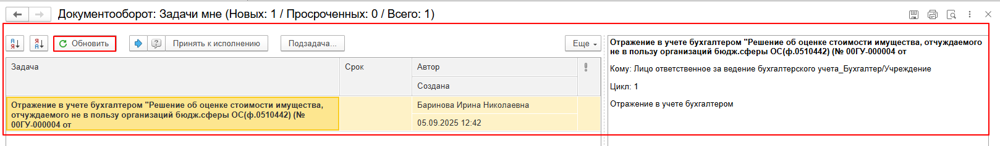 Документооборот: Задачи мне (Новых: 1 / Просроченных: 0 / Всего: 1)
Обновить
Принять к исполнению
Подзадача...
Еще
Задача
Срок
Автор
Создана
Отражение в учете бухгалтером "Решение об оценке стоимости имущества,
отчуждаемого не в пользу организаций бюдж.сферы ОС(ф.0510442) (№
00ГУ-000004 от
Баринова Ирина Николаевна
05.09.2025 12:42
Отражение в учете бухгалтером "Решение об оценке стоимости имущества, отчуждаемого
не в пользу организаций бюдж.сферы ОС(ф.0510442) (№ 00ГУ-000004 от
Кому: Лицо ответственное за ведение бухгалтерского учета_Бухгалтер/Учреждение
Цикл: 1
Отражение в учете бухгалтером